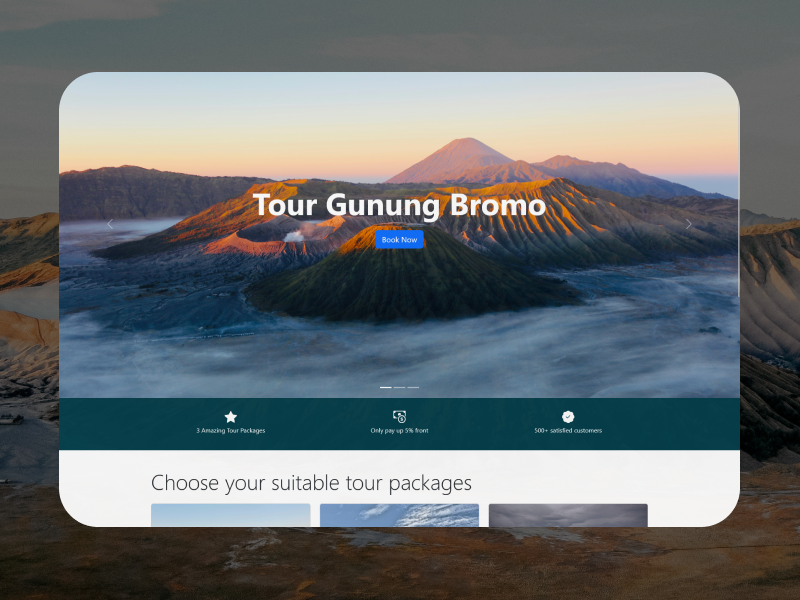 Tour Gunung Bromo
Book Now
3 Amazing Tour Packages
Only pay up 5% front
500+ satisfied customers
Choose your suitable tour packages